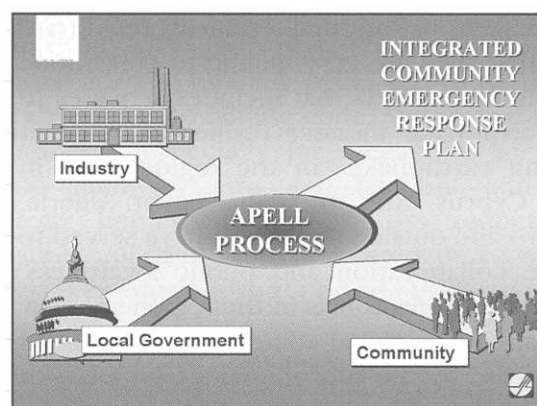 INTEGRATED
COMMUNITY
EMERGENCY
RESPONSE
PLAN
Industry
APELL
PROCESS
Local Government
Community